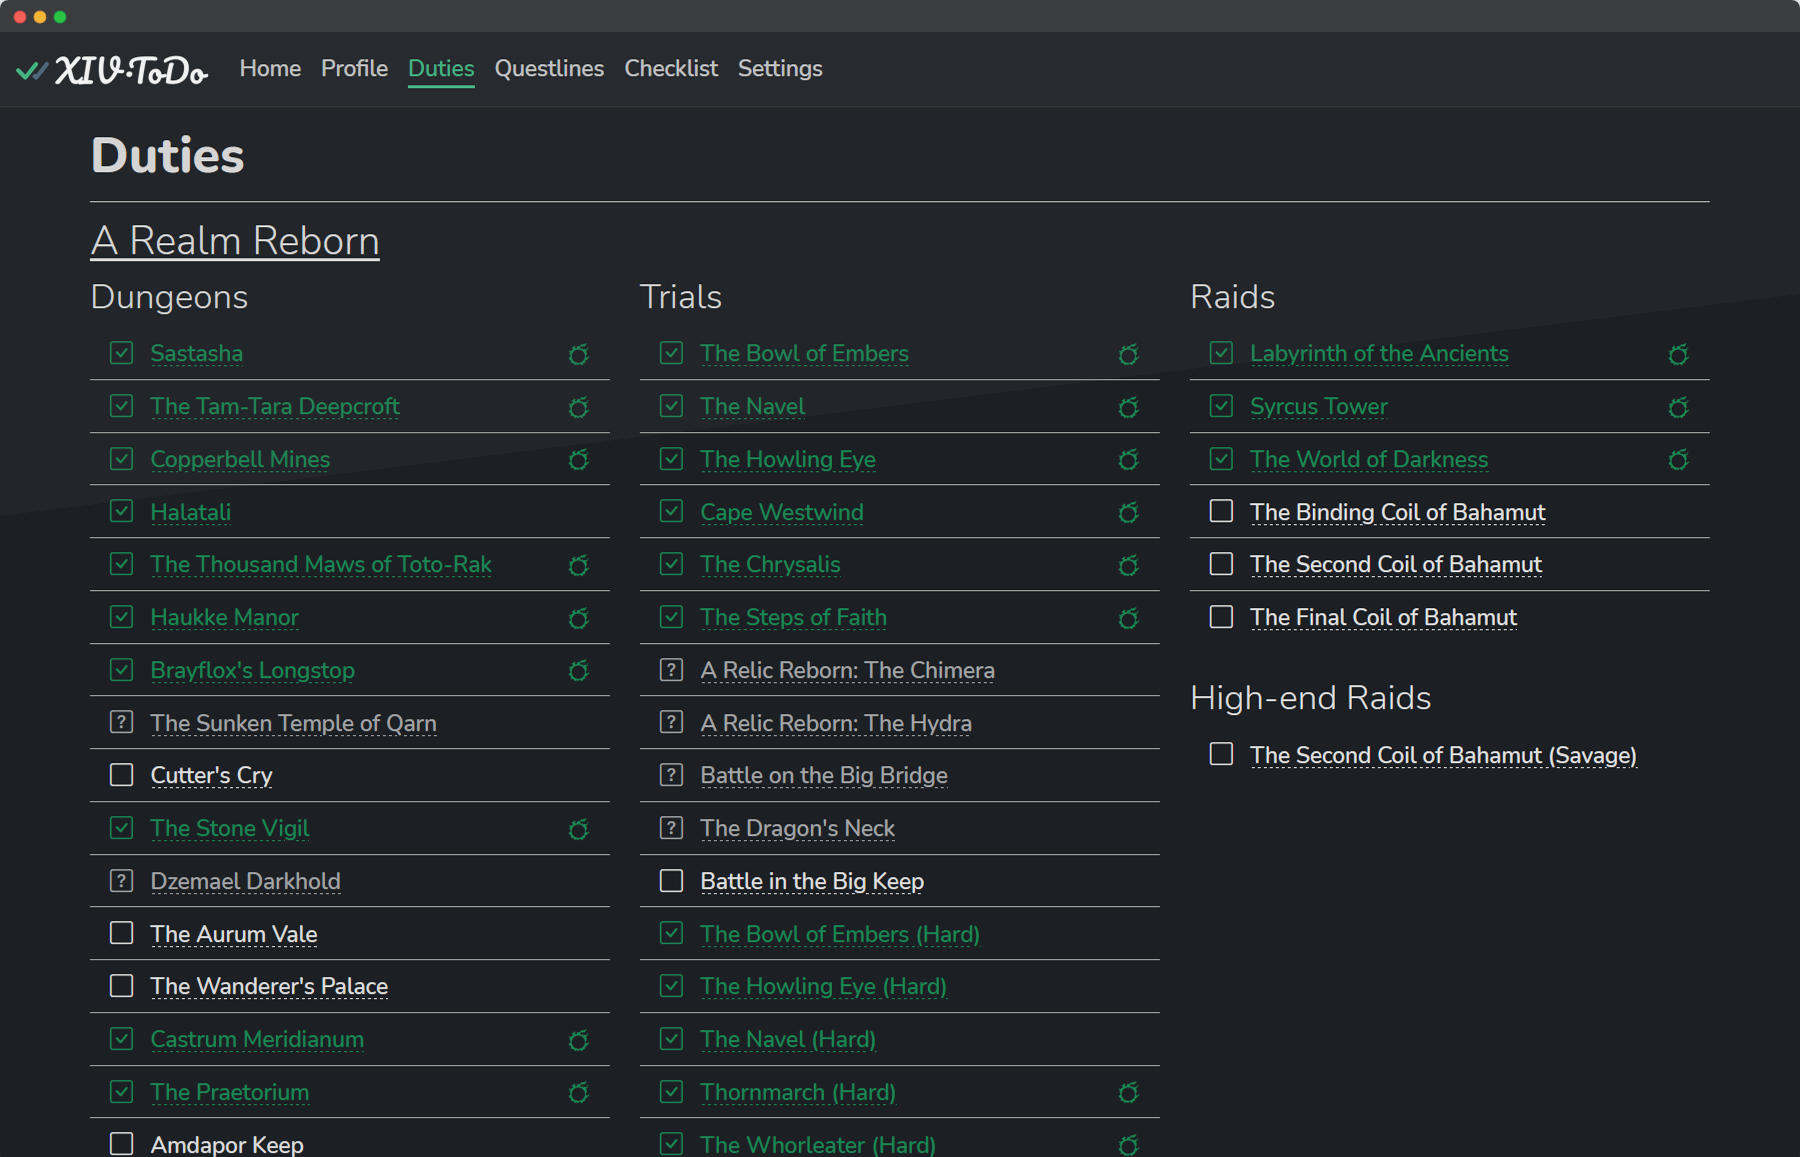 XIV·ToDo
Home
Profile
Duties
Questlines
Checklist
Settings
Duties
A Realm Reborn
Dungeons
Sastasha
The Tam-Tara Deepcroft
Copperbell Mines
Halatali
The Thousand Maws of Toto-Rak
Haukke Manor
Brayflox's Longstop
The Sunken Temple of Qarn
Cutter's Cry
The Stone Vigil
Dzemael Darkhold
The Aurum Vale
The Wanderer's Palace
Castrum Meridianum
The Praetorium
Amdapor Keep
Trials
The Bowl of Embers
The Navel
The Howling Eye
Cape Westwind
The Chrysalis
The Steps of Faith
A Relic Reborn: The Chimera
A Relic Reborn: The Hydra
Battle on the Big Bridge
The Dragon's Neck
Battle in the Big Keep
The Bowl of Embers (Hard)
The Howling Eye (Hard)
The Navel (Hard)
Thornmarch (Hard)
The Whorleater (Hard)
Raids
Labyrinth of the Ancients
Syrcus Tower
The World of Darkness
The Binding Coil of Bahamut
The Second Coil of Bahamut
The Final Coil of Bahamut
High-end Raids
The Second Coil of Bahamut (Savage)